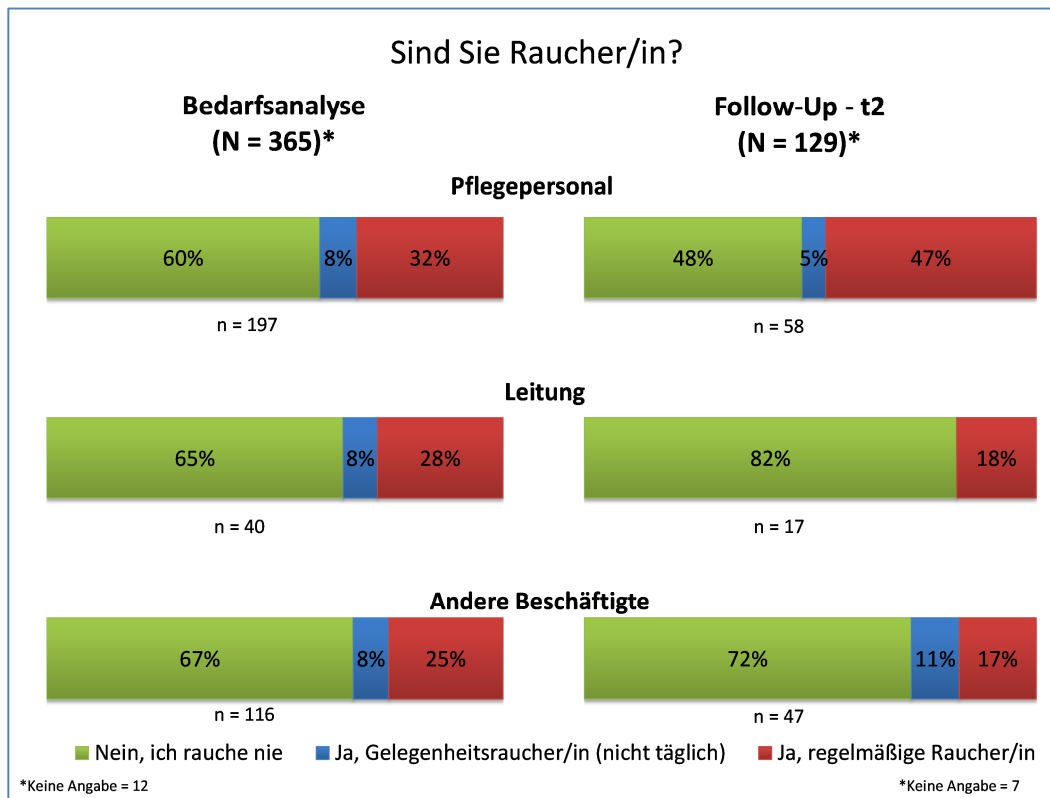 Sind Sie Raucher/in?
Bedarfsanalyse
(N = 365)*
Follow-Up - t2
(N = 129)*
Pflegepersonal
60% 8% 32%
n = 197
48% 5% 47%
n = 58
Leitung
65% 8% 28%
n = 40
82% 18%
n = 17
Andere Beschäftigte
67% 8% 25%
n = 116
72% 11% 17%
n = 47
Nein, ich rauche nie
Ja, Gelegenheitsraucher/in (nicht täglich)
Ja, regelmäßige Raucher/in
*Keine Angabe = 12
*Keine Angabe = 7